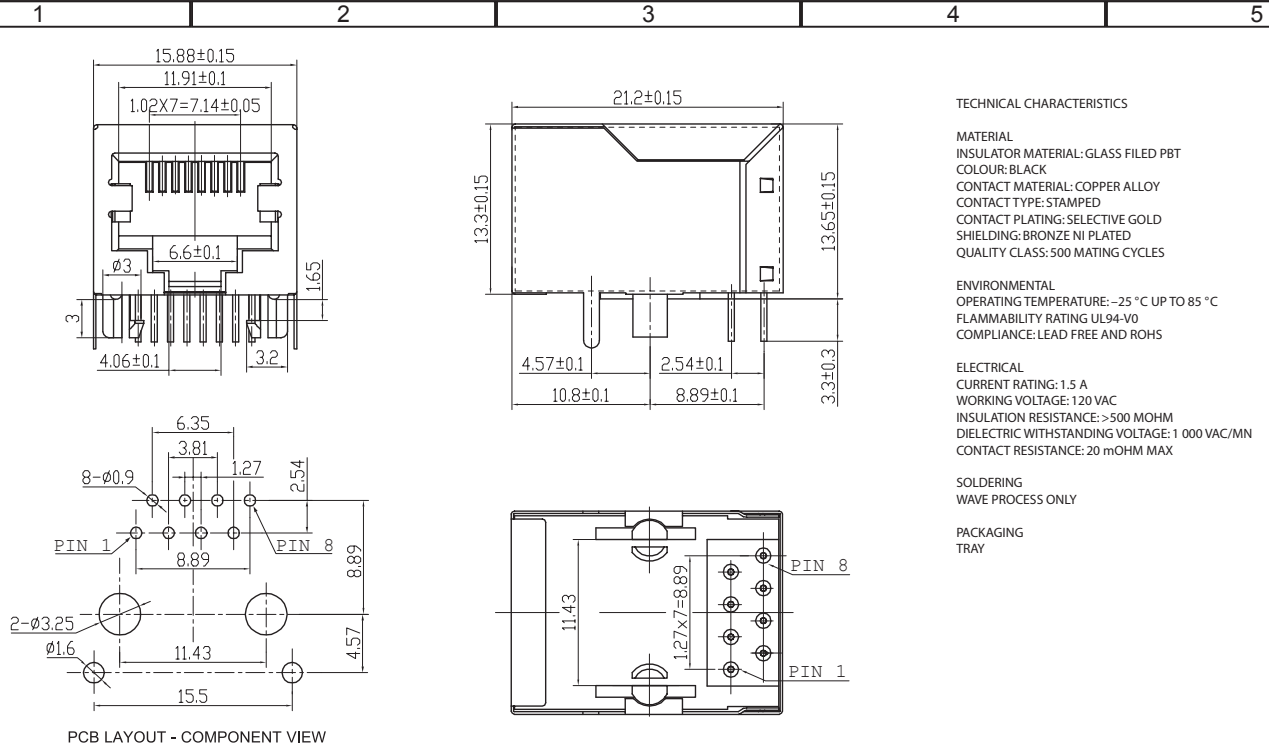 1 2 3 4 5
15.88±0.15
11.91±0.1
1.02X7=7.14±0.05
6.6±0.1
ø3
1.65
3
4.06±0.1
3.2
21.2±0.15
13.3±0.15
13.65±0.15
4.57±0.1
2.54±0.1
10.8±0.1
8.89±0.1
3.3±0.3
TECHNICAL CHARACTERISTICS
MATERIAL
INSULATOR MATERIAL: GLASS FILED PBT
COLOUR: BLACK
CONTACT MATERIAL: COPPER ALLOY
CONTACT TYPE: STAMPED
CONTACT PLATING: SELECTIVE GOLD
SHIELDING: BRONZE NI PLATED
QUALITY CLASS: 500 MATING CYCLES
ENVIRONMENTAL
OPERATING TEMPERATURE: –25 °C UP TO 85 °C
FLAMMABILITY RATING UL94-V0
COMPLIANCE: LEAD FREE AND ROHS
ELECTRICAL
CURRENT RATING: 1.5 A
WORKING VOLTAGE: 120 VAC
INSULATION RESISTANCE: >500 MOHM
DIELECTRIC WITHSTANDING VOLTAGE: 1 000 VAC/MN
CONTACT RESISTANCE: 20 mOHM MAX
SOLDERING
WAVE PROCESS ONLY
PACKAGING
TRAY
6.35
3.81
1.27
2.54
8-ø0.9
PIN 1
PIN 8
8.89
8.89
2-ø3.25
ø1.6
11.43
4.57
15.5
PCB LAYOUT - COMPONENT VIEW
11.43
1.27x7=8.89
PIN 8
PIN 1